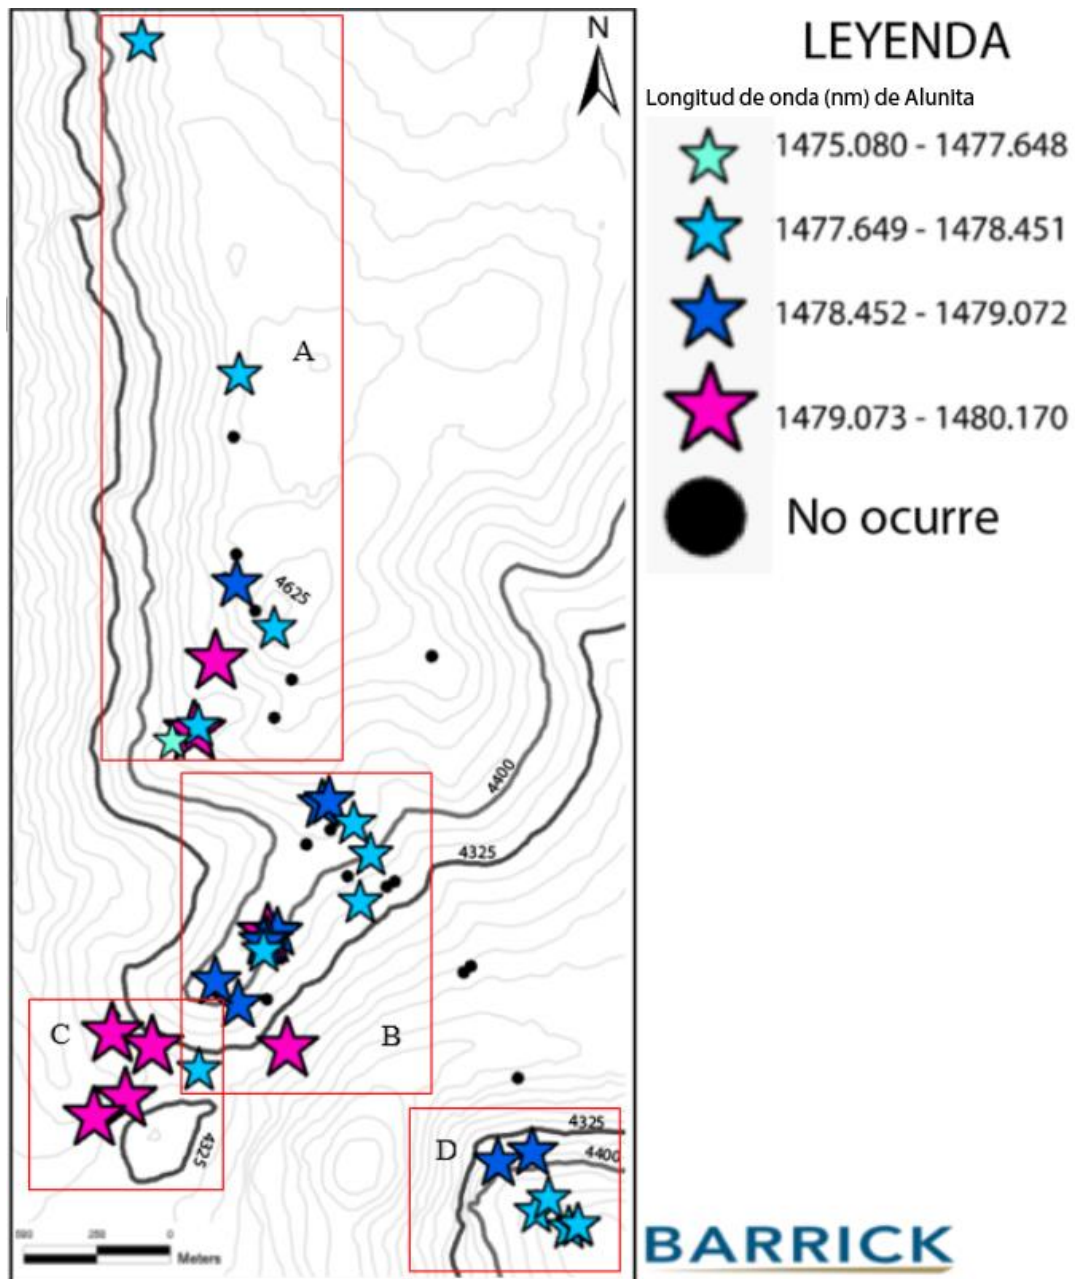 N
A
4625
4400
4325
C
B
4325
D
4325
4400
0
Meters
LEYENDA
Longitud de onda (nm) de Alunita
1475.080 - 1477.648
1477.649 - 1478.451
1478.452 - 1479.072
1479.073 - 1480.170
No ocurre
BARRICK